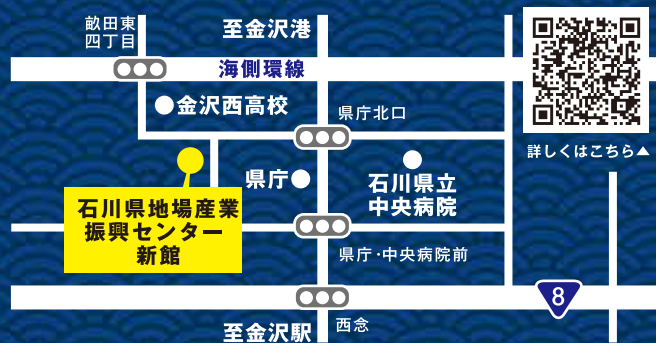 畝田東
四丁目
至金沢港
海側環線
金沢西高校
県庁北口
詳しくはこちら▲
県庁
石川県立
中央病院
石川県地場産業
振興センター
新館
県庁・中央病院前
8
西念
至金沢駅